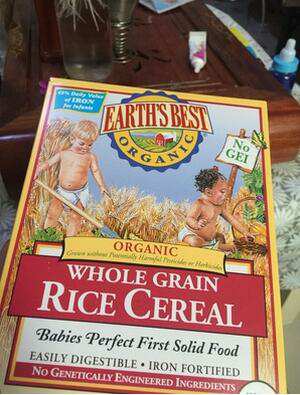 45% Daily Value
of IRON
for Infants
EARTH'S BEST
ORGANIC
No
GEI
ORGANIC
Grown without Potentially Harmful Pesticides or Herbicides
WHOLE GRAIN
RICE CEREAL
Babies Perfect First Solid Food
EASILY DIGESTIBLE • IRON FORTIFIED
NO GENETICALLY ENGINEERED INGREDIENTS